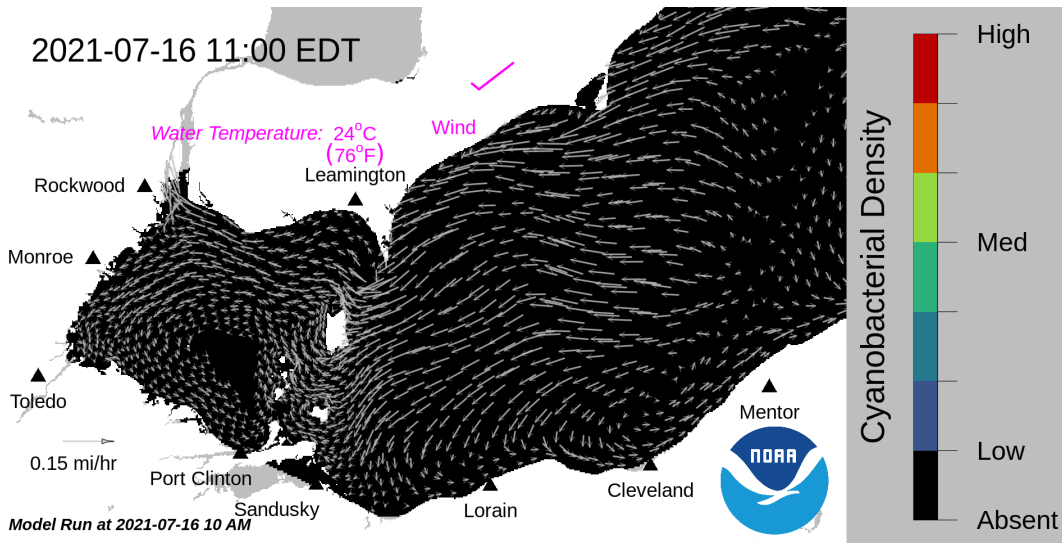 2021-07-16 11:00 EDT
Water Temperature: 24°C
(76°F)
Wind
Leamington
Rockwood
Monroe
Toledo
0.15 mi/hr
Port Clinton
Sandusky
Lorain
Cleveland
Mentor
NOAA
Model Run at 2021-07-16 10 AM
Cyanobacterial Density
High
Med
Low
Absent